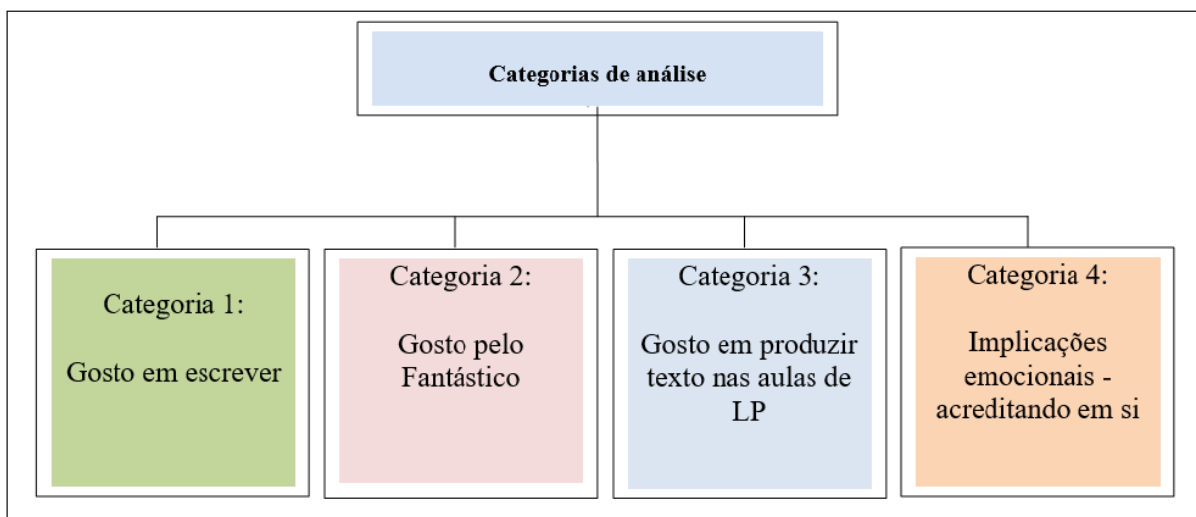 Categorias de análise
Categoria 1:
Gosto em escrever
Categoria 2:
Gosto pelo
Fantástico
Categoria 3:
Gosto em produzir
texto nas aulas de
LP
Categoria 4:
Implicações
emocionais -
acreditando em si